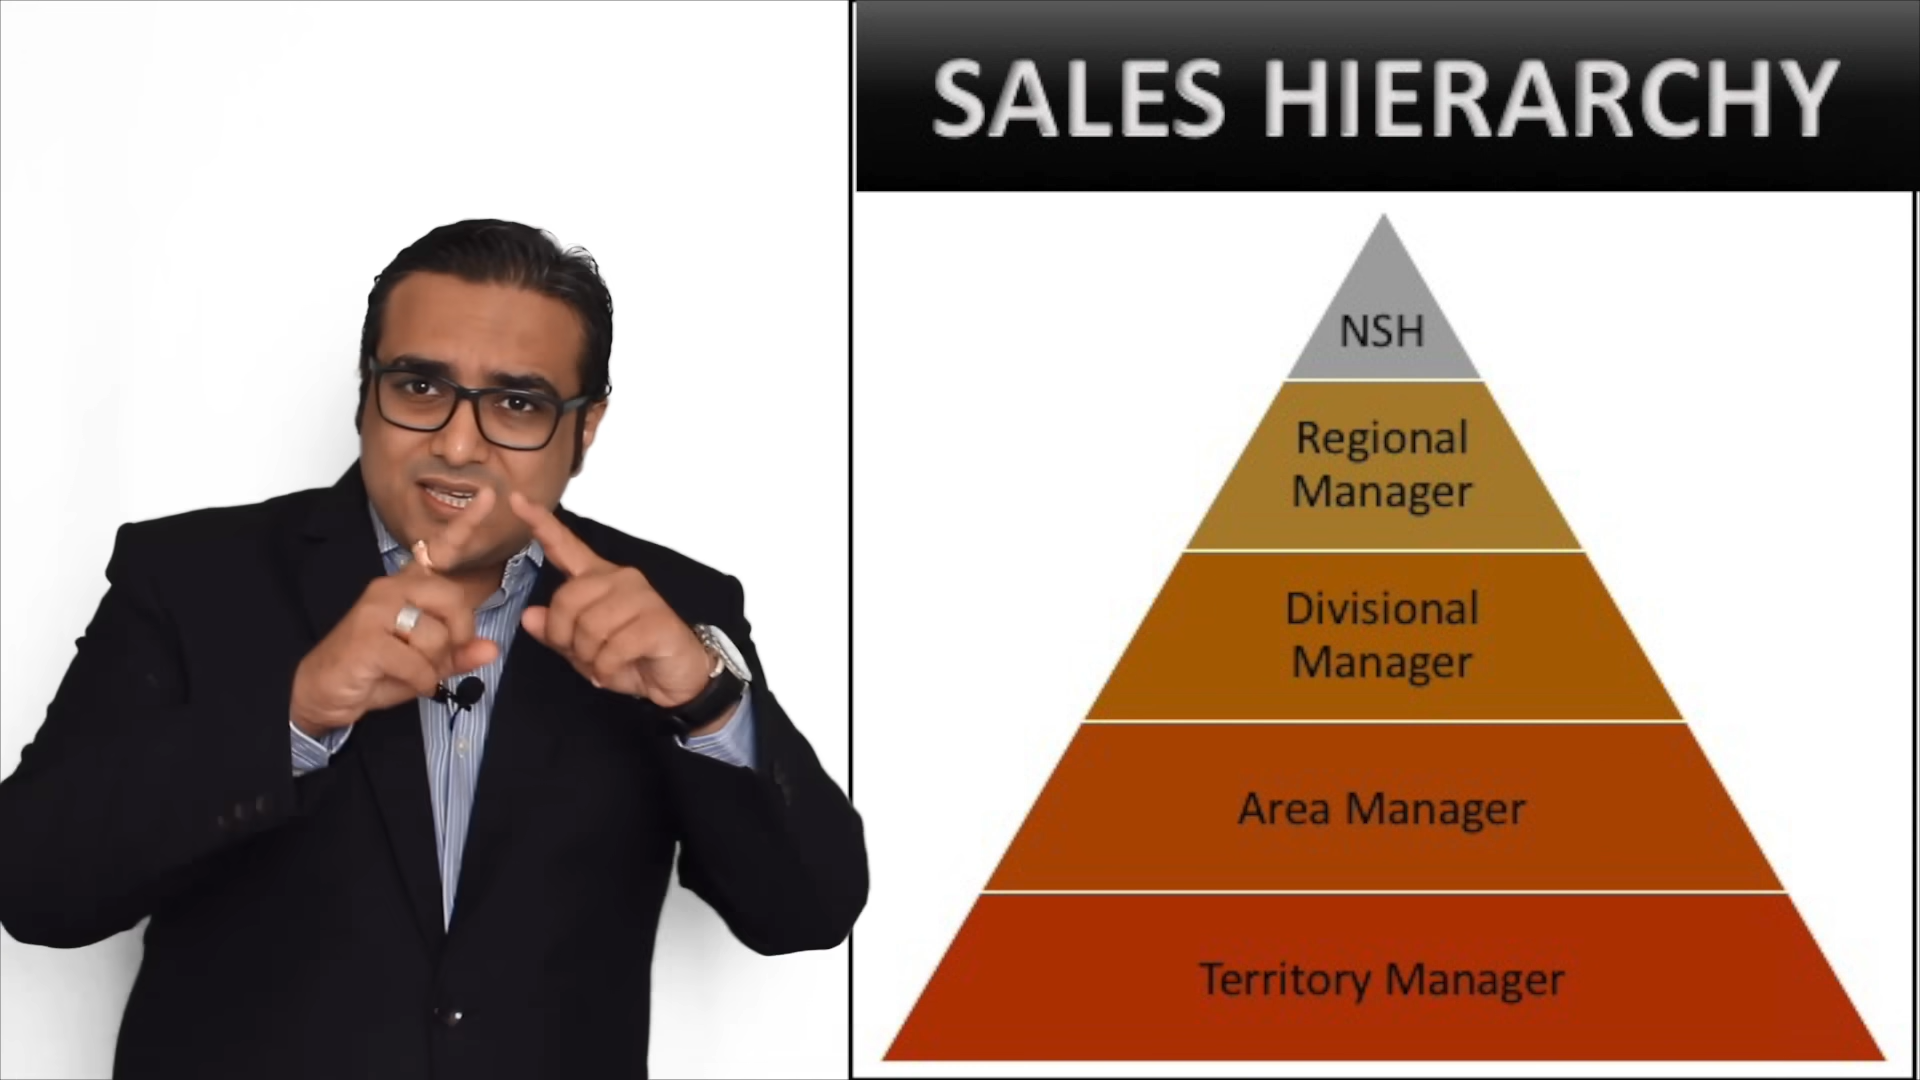 SALES HIERARCHY
NSH
Regional
Manager
Divisional
Manager
Area Manager
Territory Manager